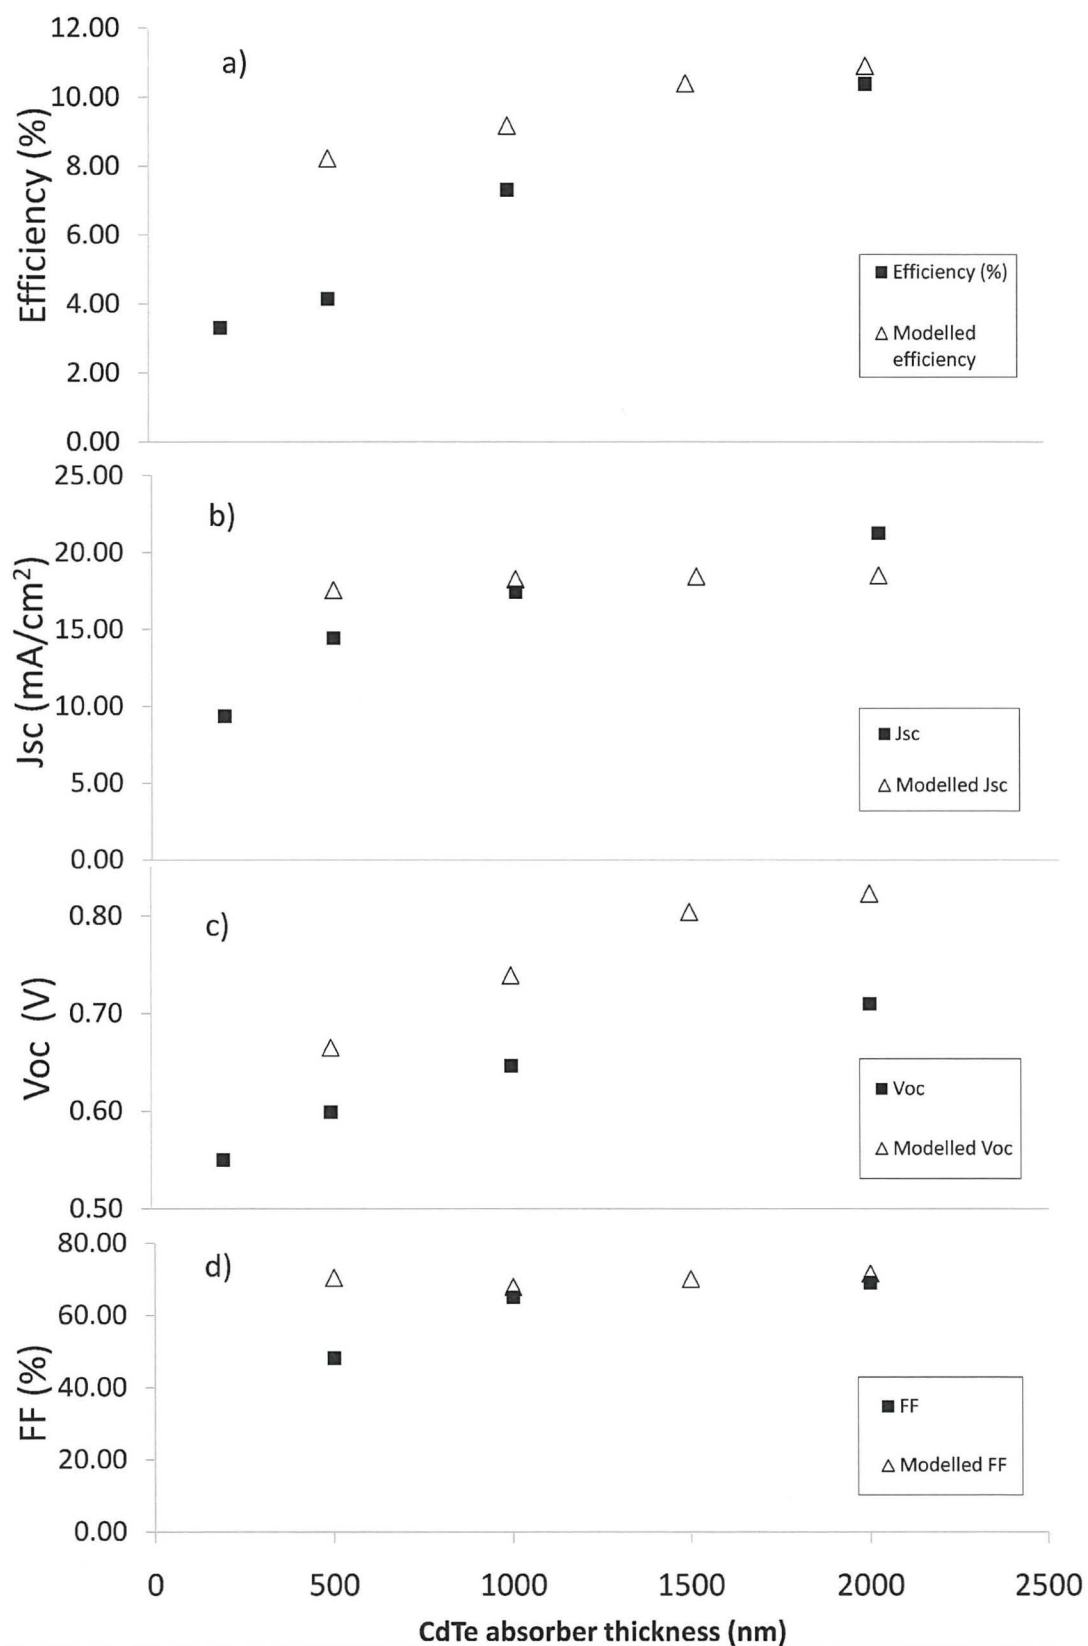 12.00
a)
10.00
8.00
6.00
4.00
2.00
0.00
Efficiency (%)
Efficiency (%)
Modelled
efficiency
25.00
b)
20.00
15.00
10.00
5.00
0.00
Jsc (mA/cm²)
Jsc
Modelled Jsc
0.80
c)
0.70
0.60
0.50
Voc (V)
Voc
Modelled Voc
80.00
d)
60.00
40.00
20.00
0.00
FF (%)
FF
Modelled FF
0 500 1000 1500 2000 2500
CdTe absorber thickness (nm)